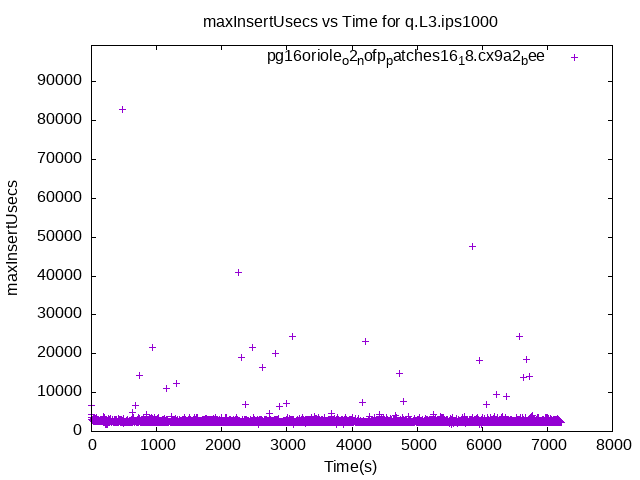 maxInsertUsecs vs Time for q.L3.ips1000
pg16oriole_o2_nofp_patches16_18.cx9a2_bee
90000
80000
70000
60000
50000
40000
30000
20000
10000
0
maxInsertUsecs
0 1000 2000 3000 4000 5000 6000 7000 8000
Time(s)